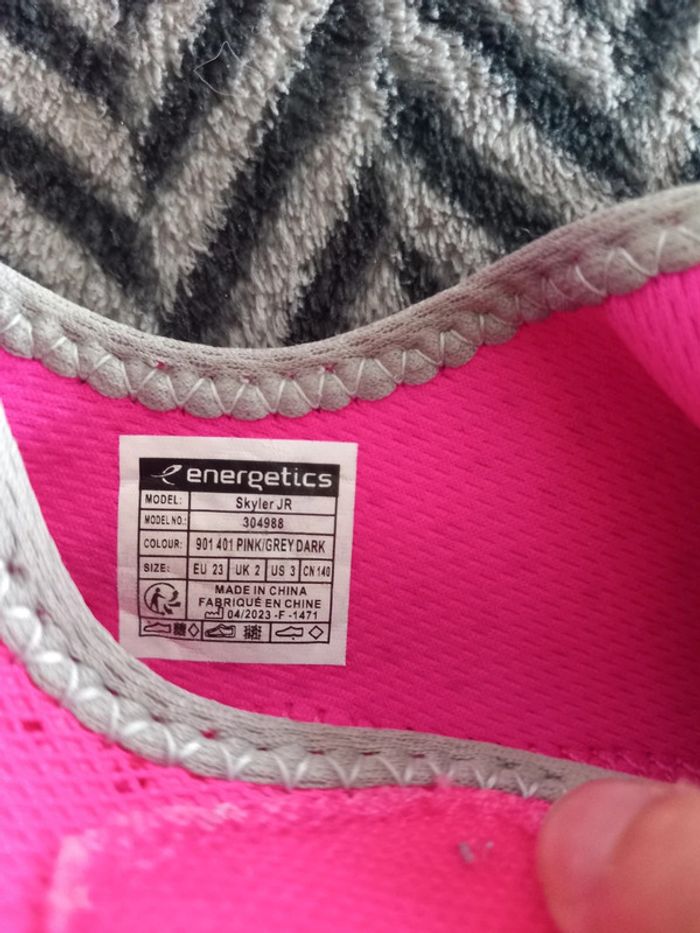 energetics
MODEL: Skyler JR
MODEL NO.: 304988
COLOUR: 901 401 PINK/GREY DARK
SIZE: EU 23 UK 2 US 3 CN 140
MADE IN CHINA
FABRIQUÉ EN CHINE
04/2023 -F -1471